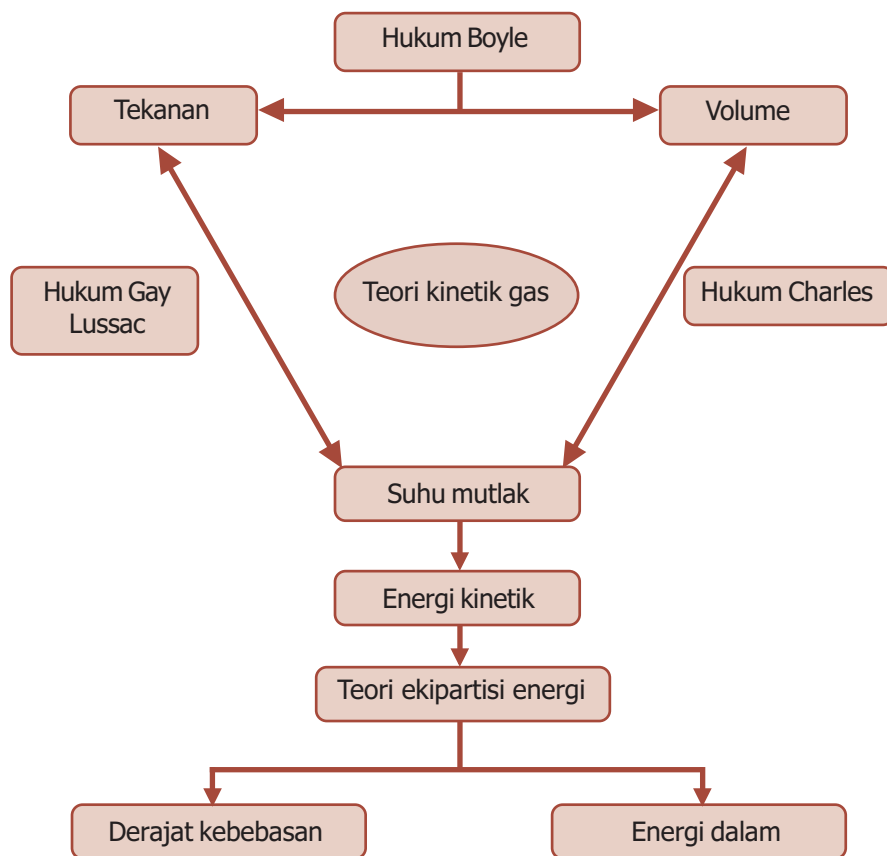 Hukum Boyle
Tekanan
Volume
Hukum Gay
Lussac
Teori kinetik gas
Hukum Charles
Suhu mutlak
Energi kinetik
Teori ekipartisi energi
Derajat kebebasan
Energi dalam